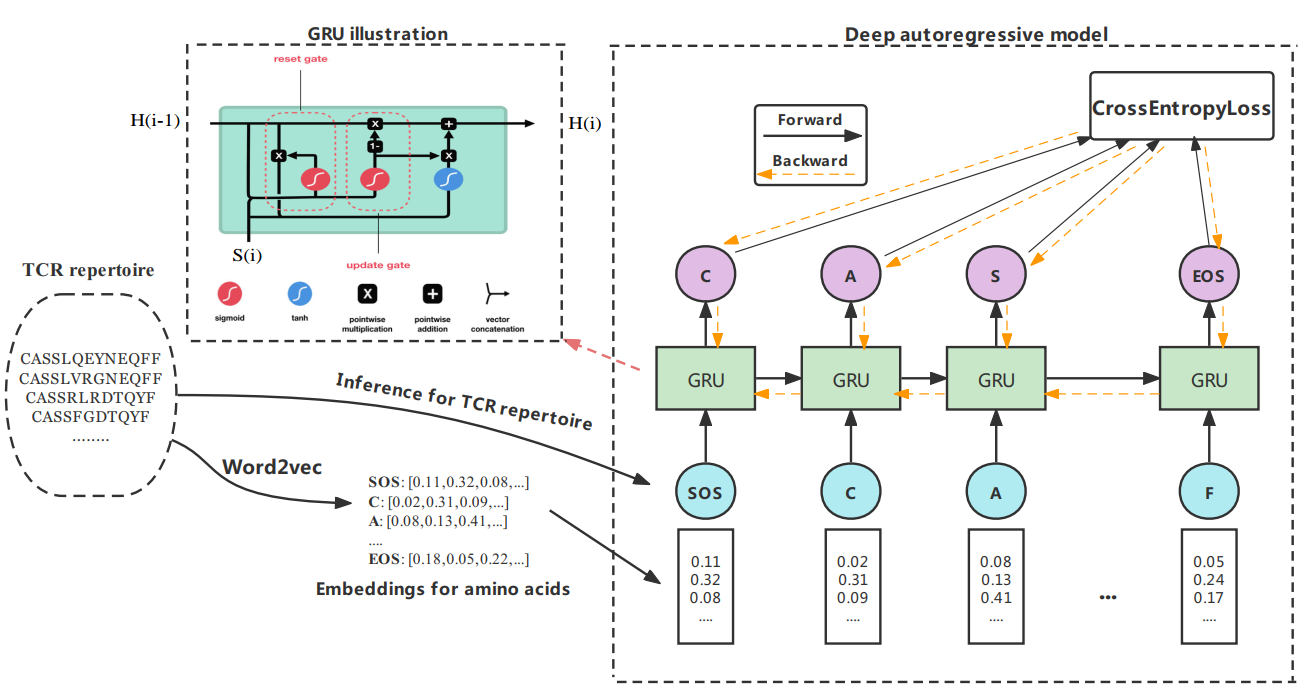 GRU illustration
reset gate
H(i-1)
H(i)
X
1-
+
X
X
S(i)
update gate
sigmoid
tanh
X
pointwise
multiplication
+
pointwise
addition
vector
concatenation
TCR repertoire
CASSLQEYNEQFF
CASSLVRGNEQFF
CASSRLRDTQYF
CASSFGDTQYF
........
Inference for TCR repertoire
Word2vec
SOS: [0.11,0.32,0.08,...]
C: [0.02,0.31,0.09,...]
A: [0.08,0.13,0.41,...]
....
EOS: [0.18,0.05,0.22,...]
Embeddings for amino acids
Deep autoregressive model
Forward
Backward
CrossEntropyLoss
C A S EOS
GRU GRU GRU GRU
SOS C A F
0.11 0.02 0.08 0.05
0.32 0.31 0.13 0.24
0.08 0.09 0.41 ... 0.17
.... .... .... ....